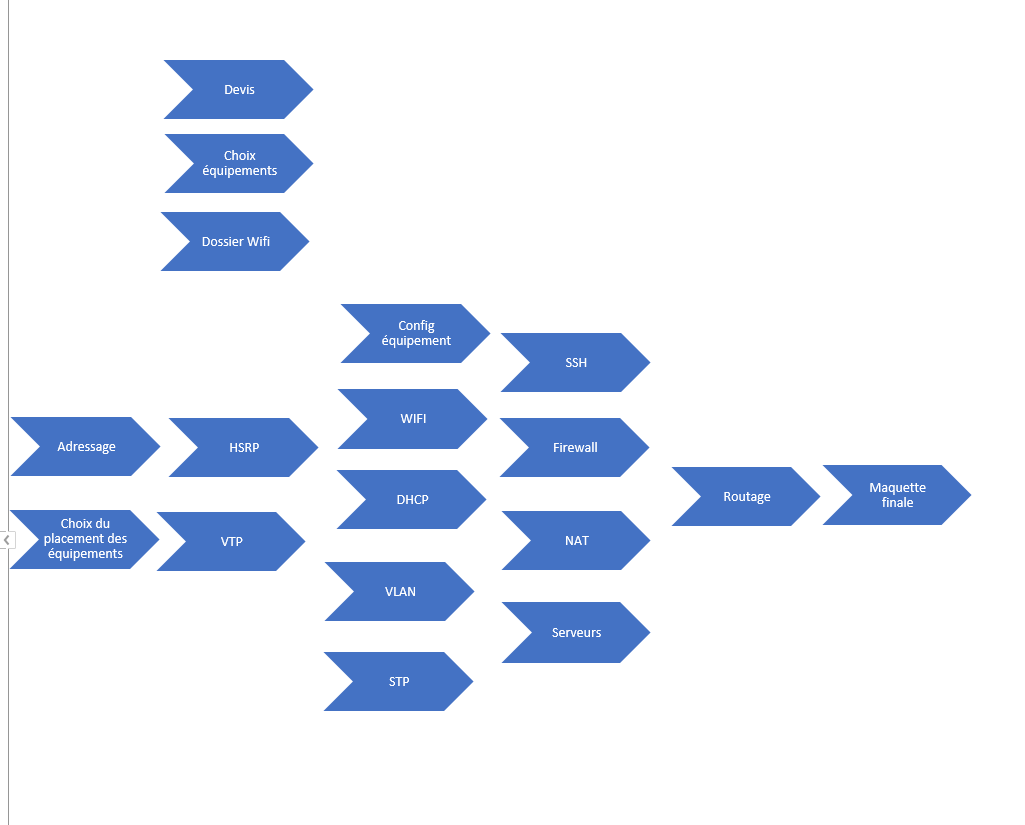 Devis
Choix
équipements
Dossier Wifi
Config
équipement
SSH
WIFI
Adressage
HSRP
Firewall
DHCP
Routage
Maquette
finale
Choix du
placement des
équipements
VTP
NAT
VLAN
Serveurs
STP